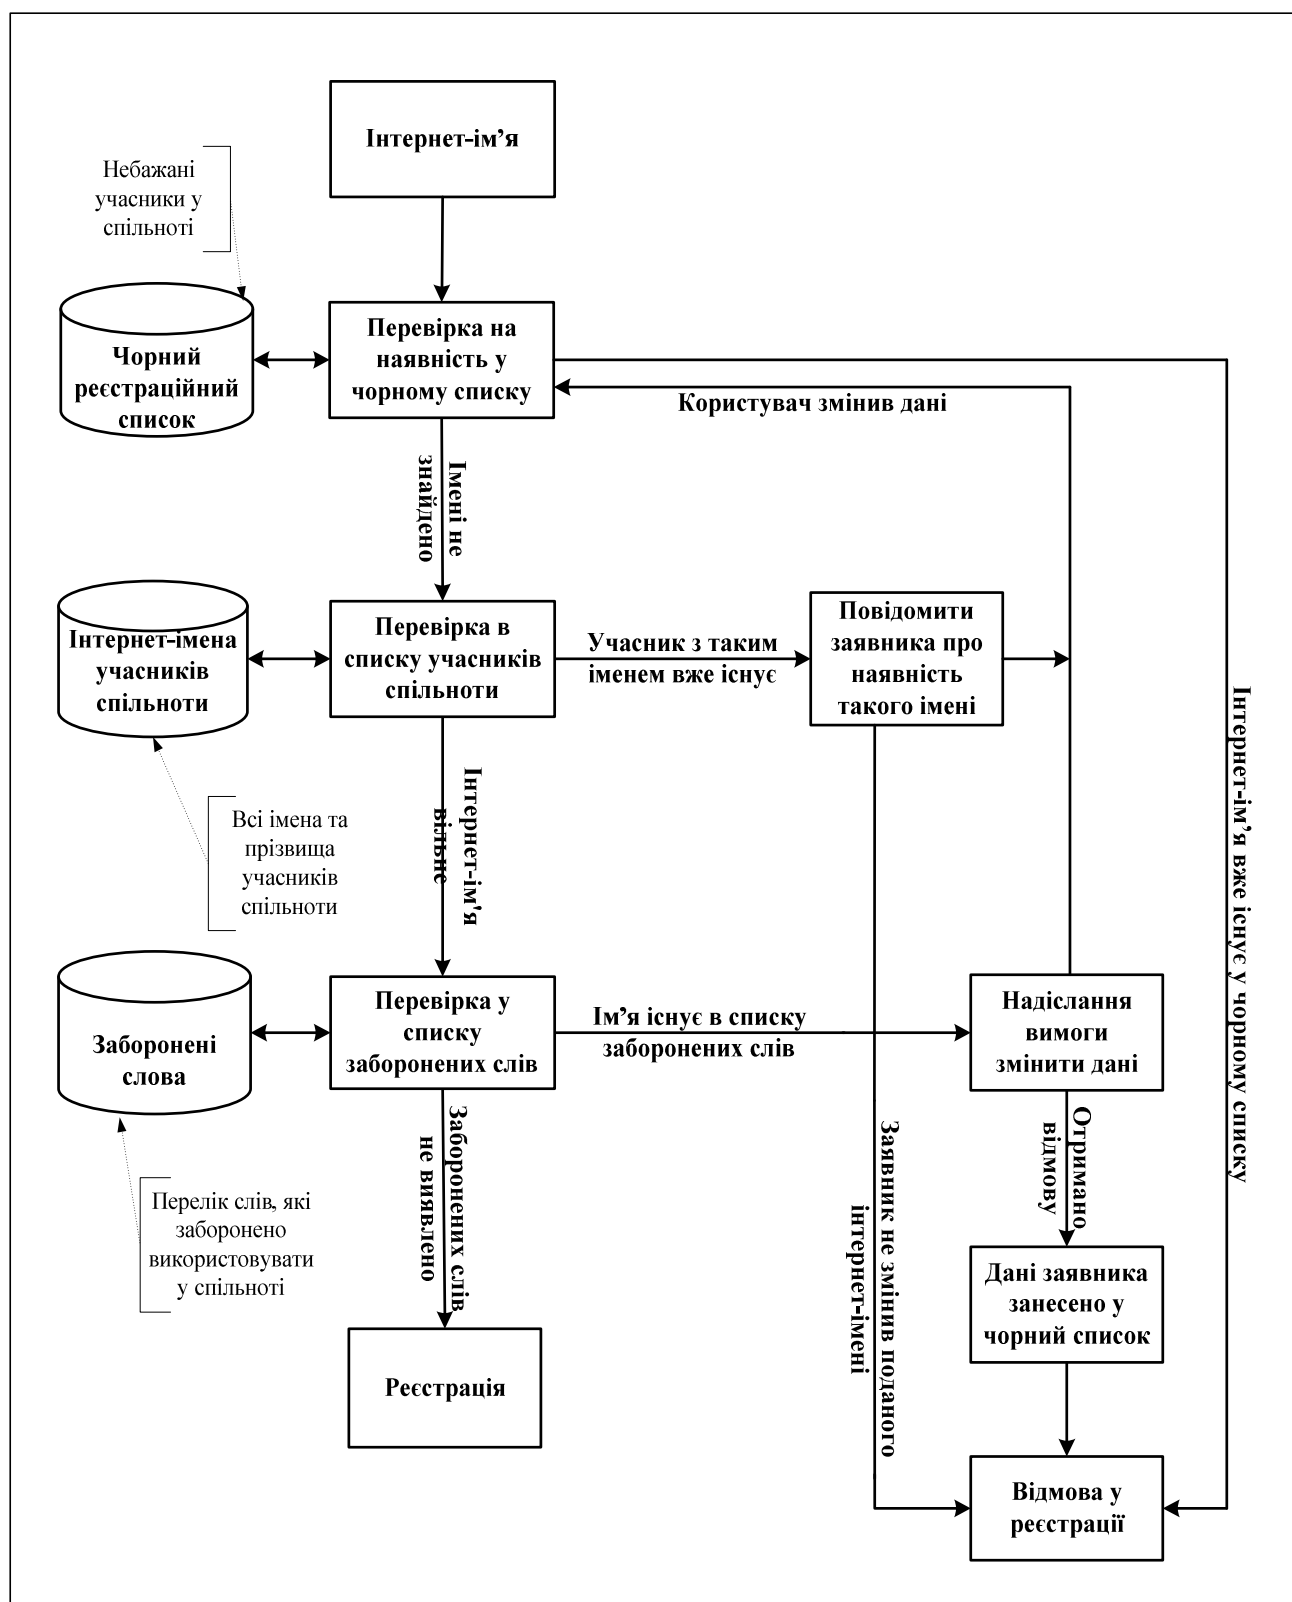 Інтернет-ім’я
Небажані
учасники у
спільноті
Чорний
реєстраційний
список
Перевірка на
наявність у
чорному списку
Користувач змінив дані
Імені не
знайдено
Інтернет-імена
учасників
спільноти
Перевірка в
списку учасників
спільноти
Учасник з таким
іменем вже існує
Повідомити
заявника про
наявність
такого імені
Інтернет-ім’я вже існує у чорному списку
Всі імена та
прізвища
учасників
спільноти
Інтернет-ім'я
вільне
Заборонені
слова
Перевірка у
списку
заборонених слів
Ім’я існує в списку
заборонених слів
Надіслання
вимоги
змінити дані
Перелік слів, які
заборонено
використовувати
у спільноті
Заборонених слів
не виявлено
Заявник не змінив поданого
інтернет-імені
Отримано
відмову
Дані заявника
занесено у
чорний список
Реєстрація
Відмова у
реєстрації